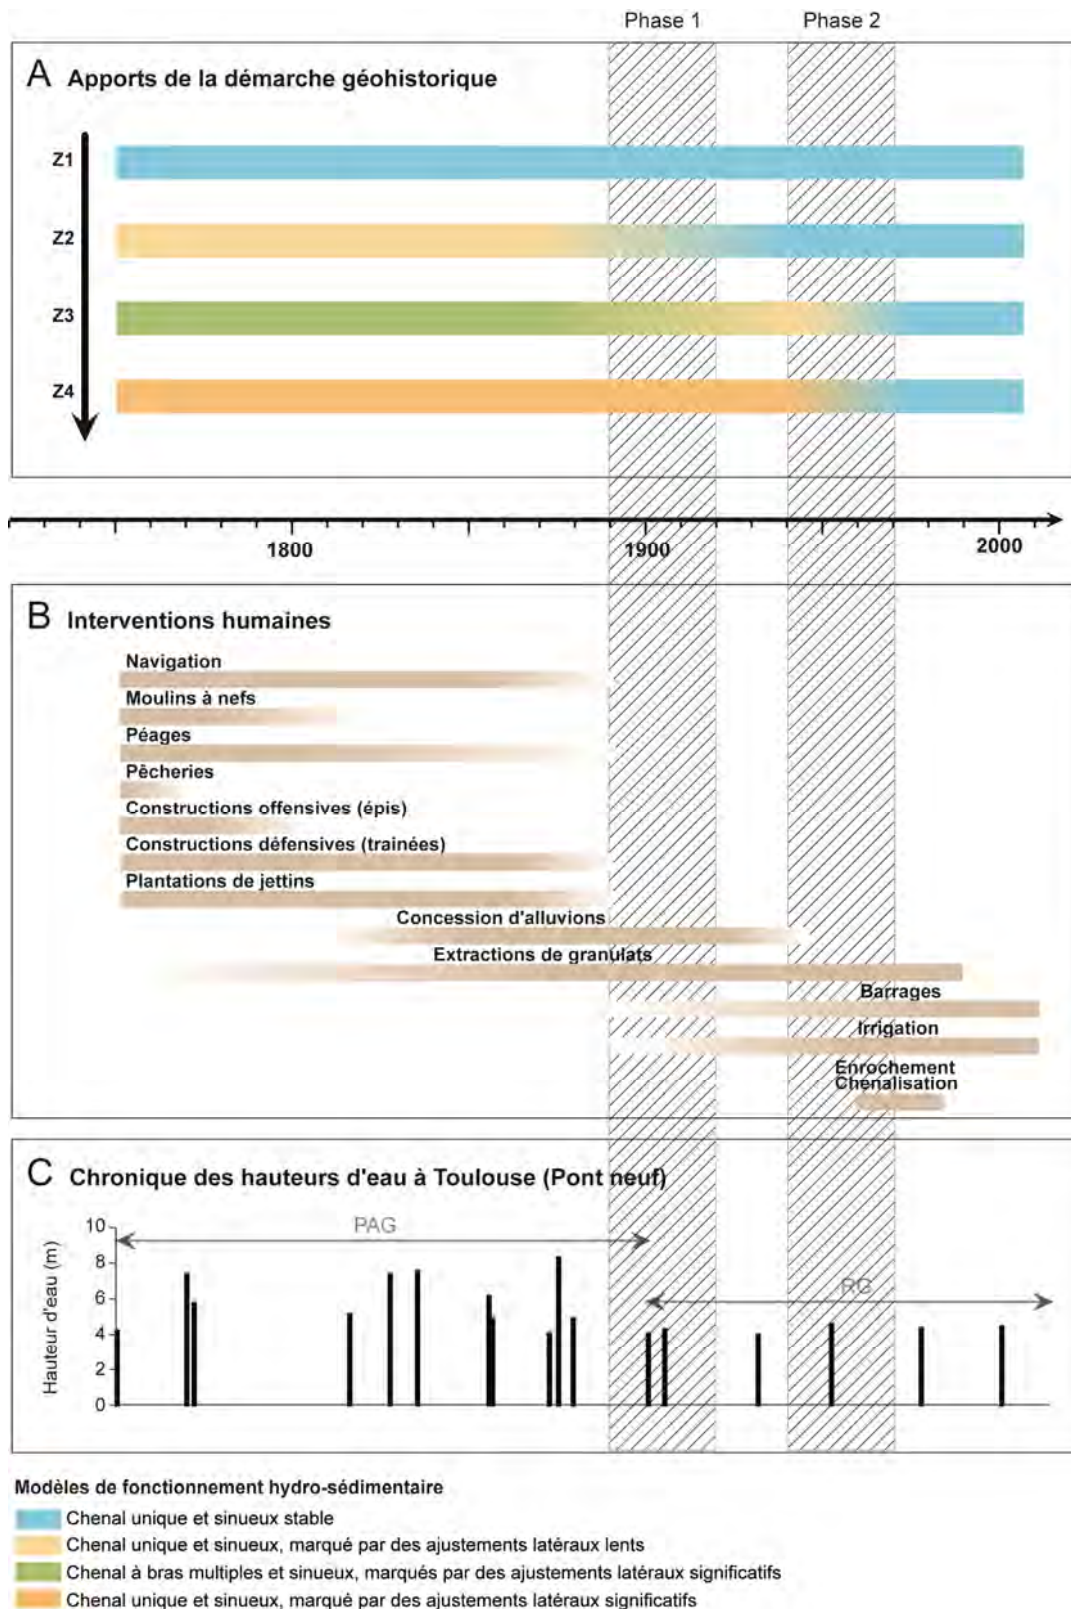 Phase 1
Phase 2
A Apports de la démarche géohistorique
Z1
Z2
Z3
Z4
1800
1900
2000
B Interventions humaines
Navigation
Moulins à nefs
Péages
Pêcheries
Constructions offensives (épis)
Constructions défensives (trainées)
Plantations de jettins
Concession d'alluvions
Extractions de granulats
Barrages
Irrigation
Enrochement
Chenalisation
C Chronique des hauteurs d'eau à Toulouse (Pont neuf)
Hauteur d'eau (m)
10
8
6
4
2
0
PAG
RG
Modèles de fonctionnement hydro-sédimentaire
Chenal unique et sinueux stable
Chenal unique et sinueux, marqué par des ajustements latéraux lents
Chenal à bras multiples et sinueux, marqués par des ajustements latéraux significatifs
Chenal unique et sinueux, marqué par des ajustements latéraux significatifs